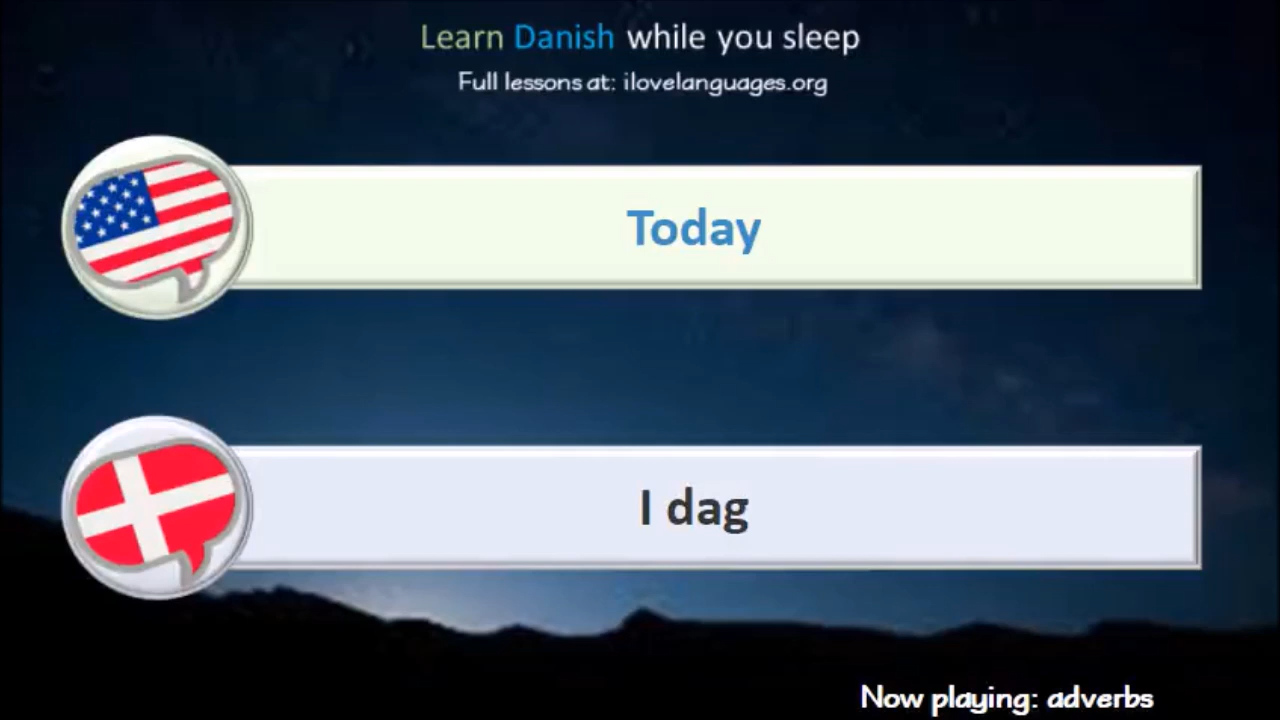 Learn Danish while you sleep
Full lessons at: ilovelanguages.org
Today
I dag
Now playing: adverbs